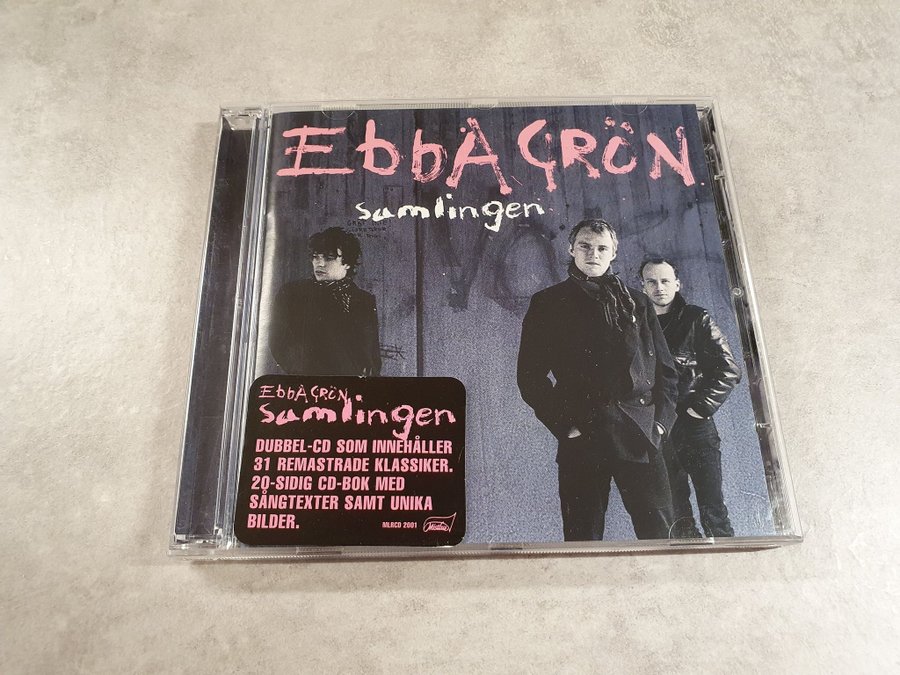 EbbA GRÖN
samlingen
EbbA GRÖN
samlingen
DUBBEL-CD SOM INNEHÅLLER
31 REMASTRADE KLASSIKER.
20-SIDIG CD-BOK MED
SÅNGTEXTER SAMT UNIKA
BILDER.
MLRCD 2001